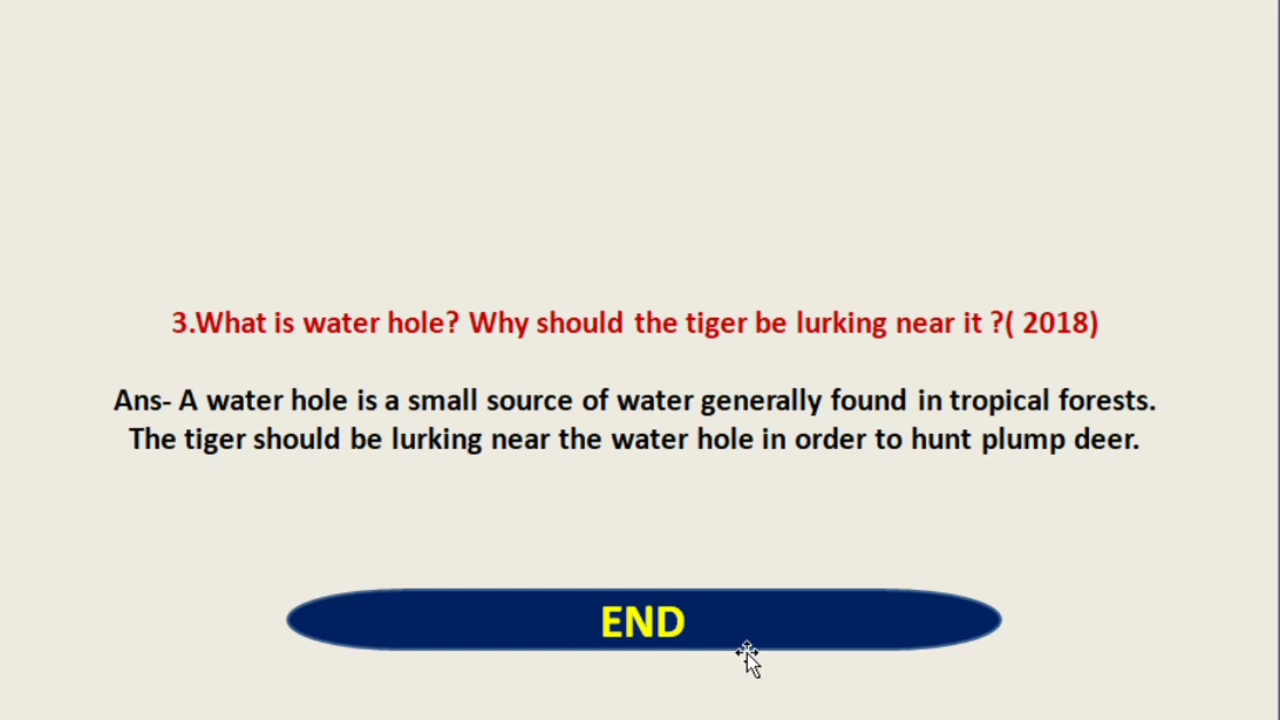 3.What is water hole? Why should the tiger be lurking near it ?( 2018)
Ans- A water hole is a small source of water generally found in tropical forests.
The tiger should be lurking near the water hole in order to hunt plump deer.
END